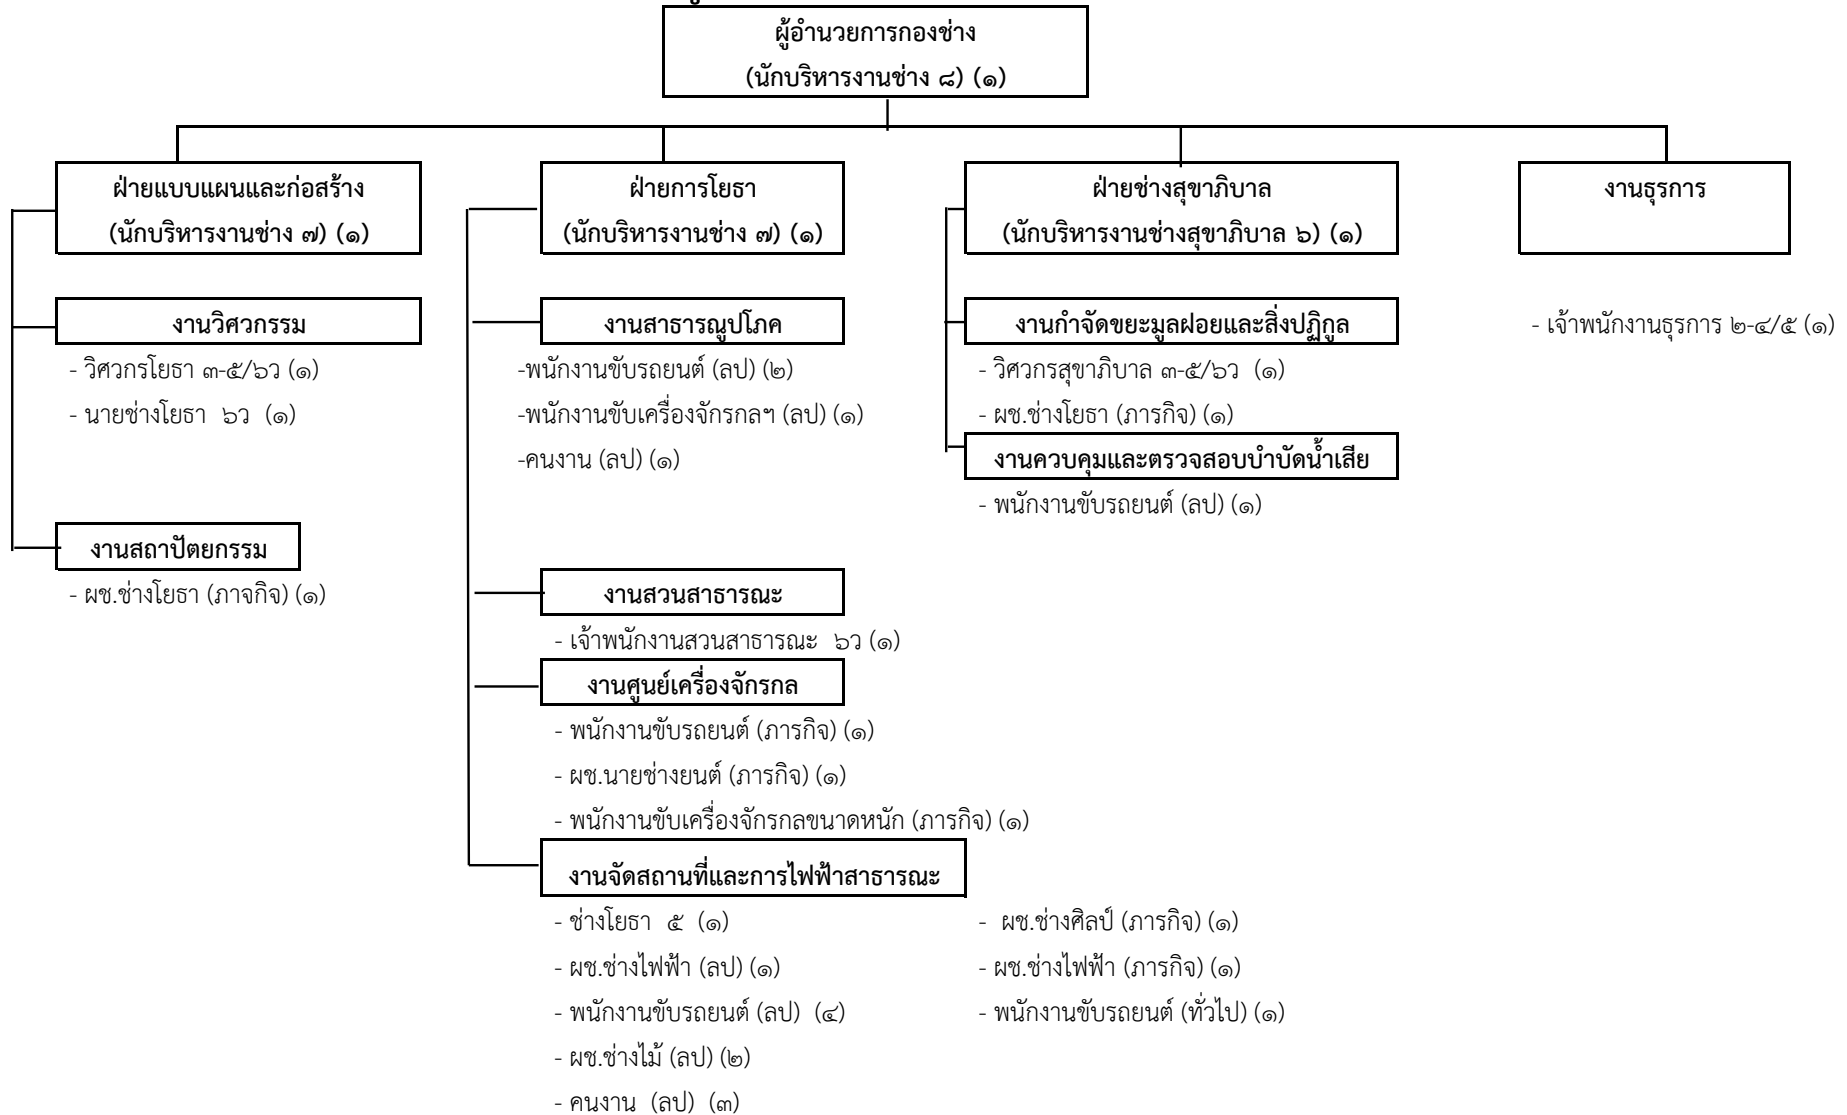 ผู้อำนวยการกองช่าง
(นักบริหารงานช่าง ๘) (๑)
ฝ่ายแบบแผนและก่อสร้าง
(นักบริหารงานช่าง ๗) (๑)
งานวิศวกรรม
- วิศวกรโยธา ๓-๕/๖ว (๑)
- นายช่างโยธา ๖ว (๑)
งานสถาปัตยกรรม
- ผช.ช่างโยธา (ภาจกิจ) (๑)
ฝ่ายการโยธา
(นักบริหารงานช่าง ๗) (๑)
งานสาธารณูปโภค
-พนักงานขับรถยนต์ (ลป) (๒)
-พนักงานขับเครื่องจักรกลฯ (ลป) (๑)
-คนงาน (ลป) (๑)
งานสวนสาธารณะ
- เจ้าพนักงานสวนสาธารณะ ๖ว (๑)
งานศูนย์เครื่องจักรกล
- พนักงานขับรถยนต์ (ภารกิจ) (๑)
- ผช.นายช่างยนต์ (ภารกิจ) (๑)
- พนักงานขับเครื่องจักรกลขนาดหนัก (ภารกิจ) (๑)
งานจัดสถานที่และการไฟฟ้าสาธารณะ
- ช่างโยธา ๕ (๑)
- ผช.ช่างไฟฟ้า (ลป) (๑)
- พนักงานขับรถยนต์ (ลป) (๔)
- ผช.ช่างไม้ (ลป) (๒)
- คนงาน (ลป) (๓)
- ผช.ช่างศิลป์ (ภารกิจ) (๑)
- ผช.ช่างไฟฟ้า (ภารกิจ) (๑)
- พนักงานขับรถยนต์ (ทั่วไป) (๑)
ฝ่ายช่างสุขาภิบาล
(นักบริหารงานช่างสุขาภิบาล ๖) (๑)
งานกำจัดขยะมูลฝอยและสิ่งปฏิกูล
- วิศวกรสุขาภิบาล ๓-๕/๖ว (๑)
- ผช.ช่างโยธา (ภารกิจ) (๑)
งานควบคุมและตรวจสอบบำบัดน้ำเสีย
- พนักงานขับรถยนต์ (ลป) (๑)
งานธุรการ
- เจ้าพนักงานธุรการ ๒-๔/๕ (๑)